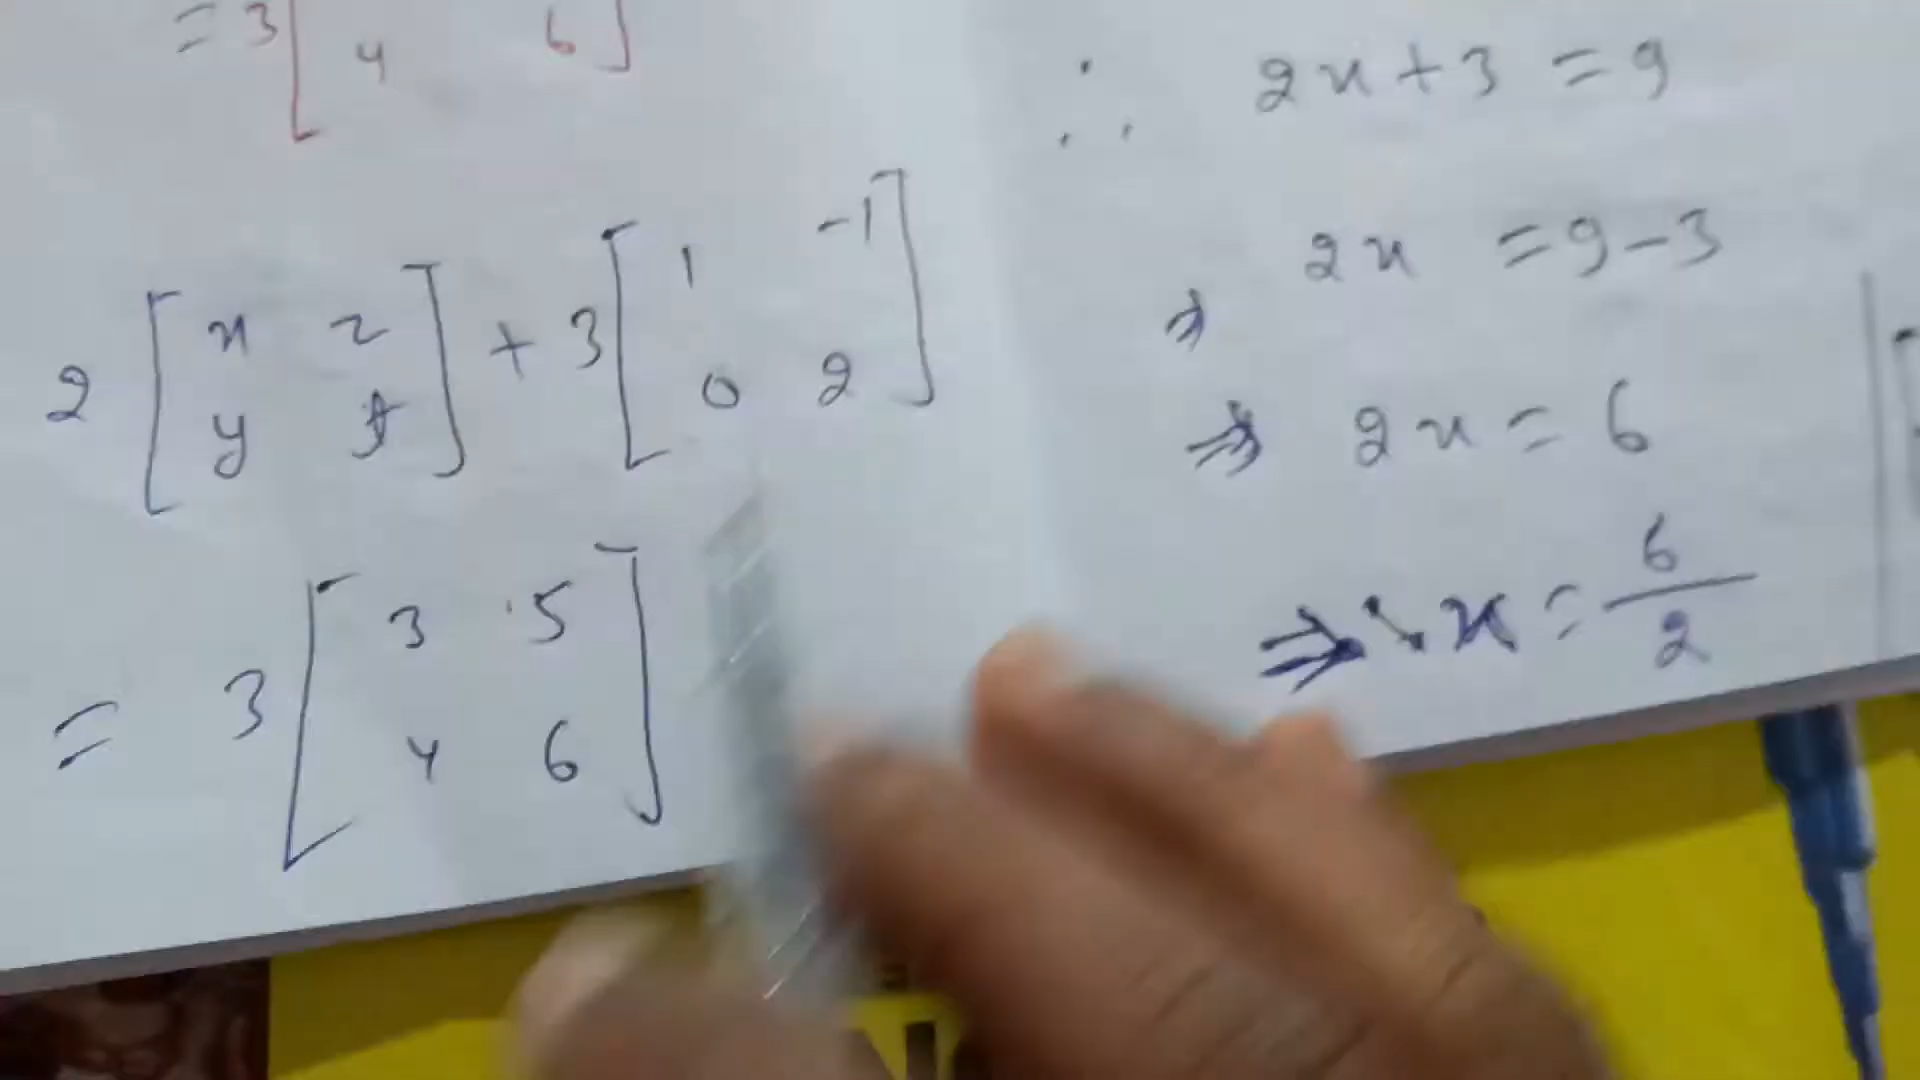 = 3 [ 4 6 ]
2 [ x z
y t ] + 3 [ 1 -1
0 2 ]
= 3 [ 3 5
4 6 ]
∴ 2x + 3 = 9
⇒ 2x = 9 - 3
⇒ 2x = 6
⇒ x = 6/2